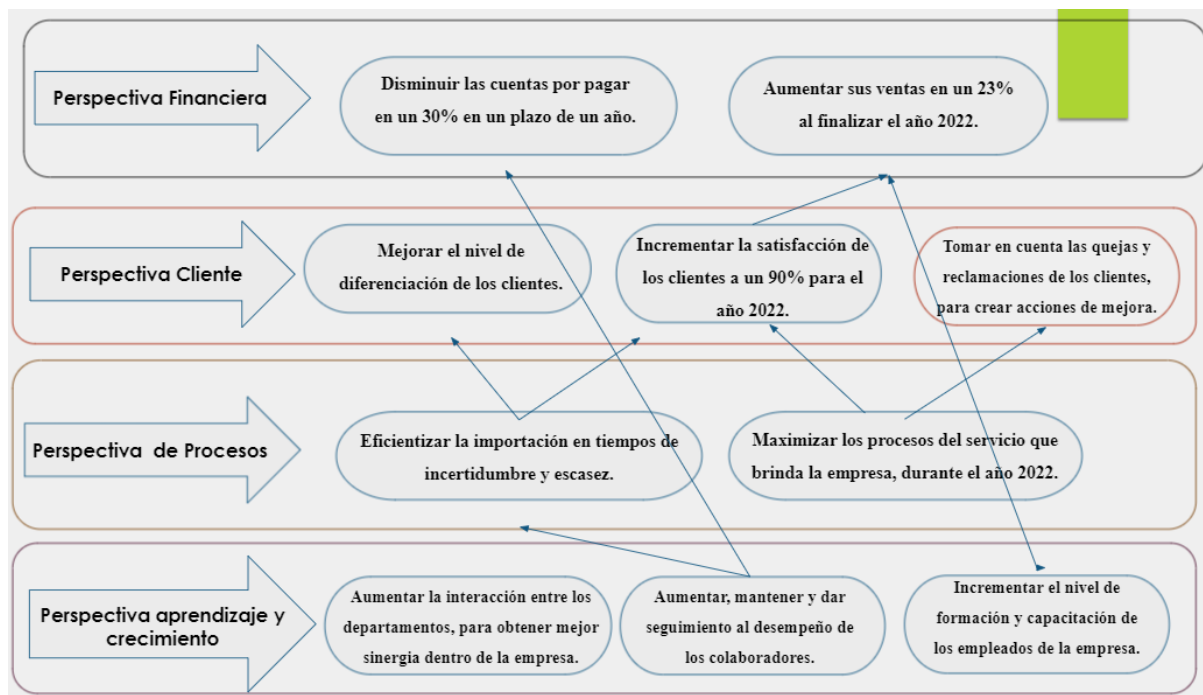 Perspectiva Financiera
Disminuir las cuentas por pagar
en un 30% en un plazo de un año.
Aumentar sus ventas en un 23%
al finalizar el año 2022.
Perspectiva Cliente
Mejorar el nivel de
diferenciación de los clientes.
Incrementar la satisfacción de
los clientes a un 90% para el
año 2022.
Tomar en cuenta las quejas y
reclamaciones de los clientes,
para crear acciones de mejora.
Perspectiva de Procesos
Eficientizar la importación en tiempos de
incertidumbre y escasez.
Maximizar los procesos del servicio que
brinda la empresa, durante el año 2022.
Perspectiva aprendizaje y
crecimiento
Aumentar la interacción entre los
departamentos, para obtener mejor
sinergia dentro de la empresa.
Aumentar, mantener y dar
seguimiento al desempeño de
los colaboradores.
Incrementar el nivel de
formación y capacitación de
los empleados de la empresa.